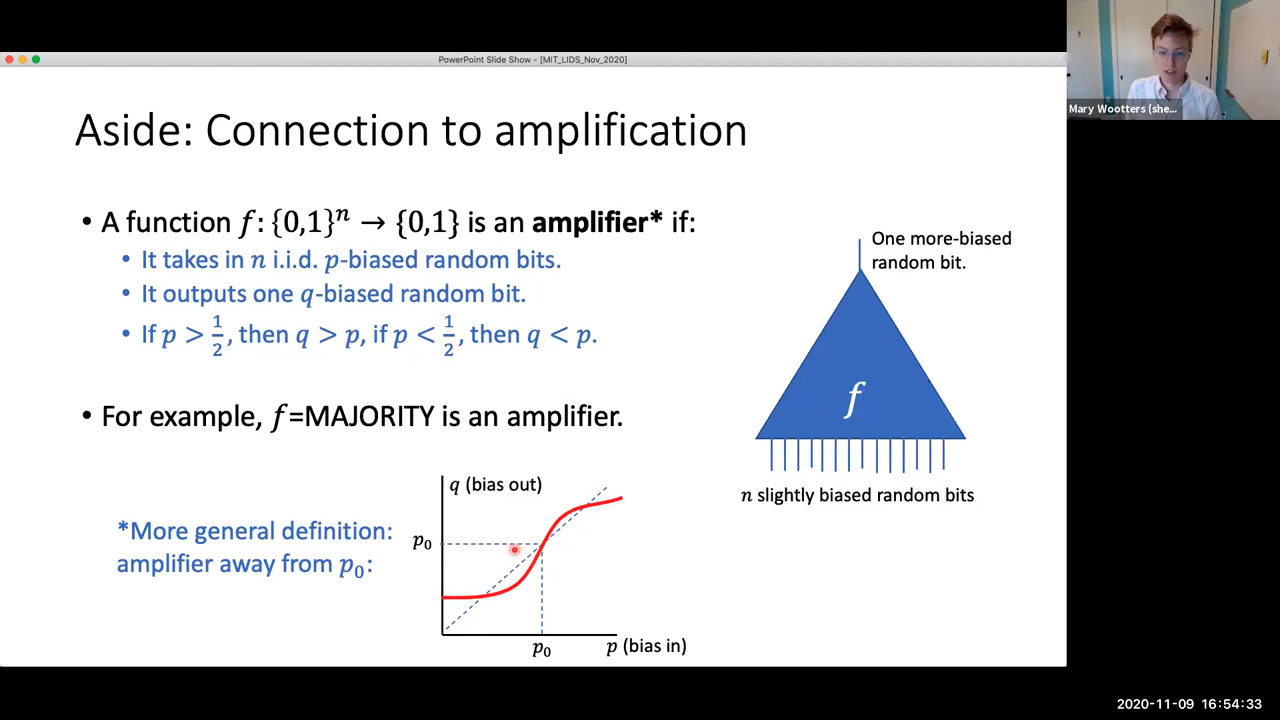 PowerPoint Slide Show - [MIT_LIDS_Nov_2020]
Mary Wootters (she...
Aside: Connection to amplification
• A function f: {0,1}ⁿ → {0,1} is an amplifier* if:
• It takes in n i.i.d. p-biased random bits.
• It outputs one q-biased random bit.
• If p > 1/2, then q > p, if p < 1/2, then q < p.
• For example, f=MAJORITY is an amplifier.
*More general definition:
amplifier away from p₀:
q (bias out)
p₀
p₀
p (bias in)
One more-biased
random bit.
f
n slightly biased random bits
2020-11-09 16:54:33